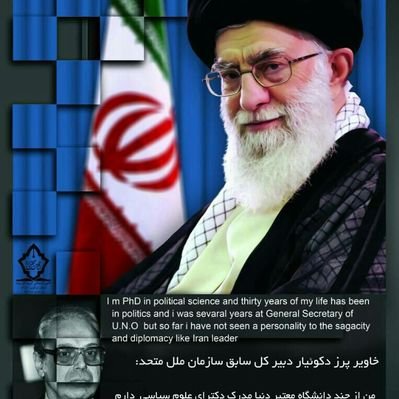 I m PhD in political science and thirty years of my life has been
in politics and i was sevaral years at General Secretary of
U.N.O but so far i have not seen a personality to the sagacity
and diplomacy like Iran leader
خاویر پرز دکوئیار دبیر کل سابق سازمان ملل متحد:
من از چند دانشگاه معتبر دنیا مدرک دکترای علوم سیاسی دارم